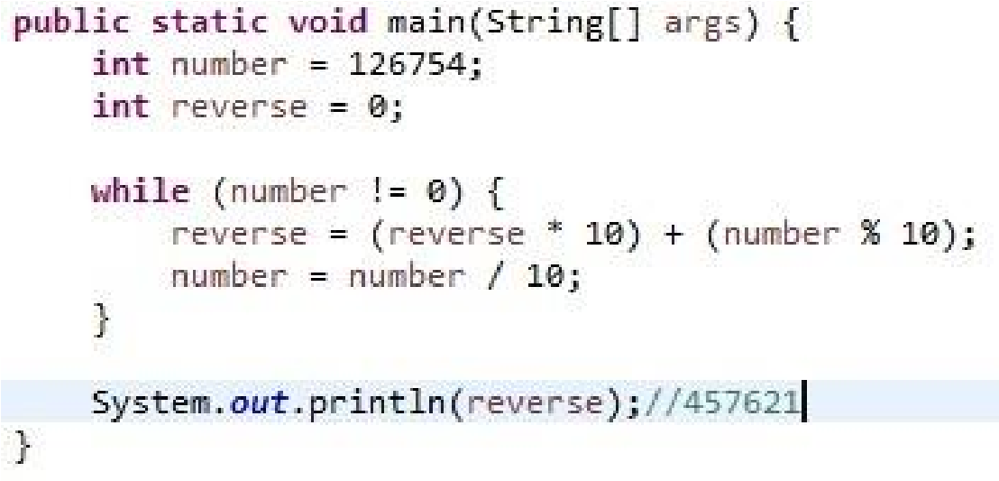 public static void main(String[] args) {
    int number = 126754;
    int reverse = 0;
    while (number != 0) {
        reverse = (reverse * 10) + (number % 10);
        number = number / 10;
    }
    System.out.println(reverse);//457621
}